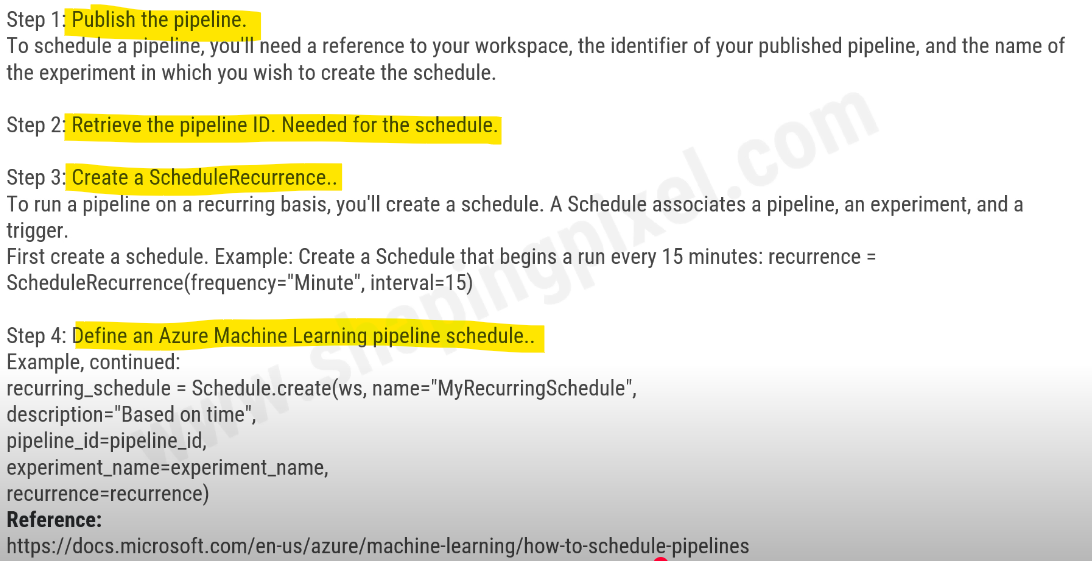 Step 1: Publish the pipeline.
To schedule a pipeline, you'll need a reference to your workspace, the identifier of your published pipeline, and the name of
the experiment in which you wish to create the schedule.
Step 2: Retrieve the pipeline ID. Needed for the schedule.
Step 3: Create a ScheduleRecurrence..
To run a pipeline on a recurring basis, you'll create a schedule. A Schedule associates a pipeline, an experiment, and a
trigger.
First create a schedule. Example: Create a Schedule that begins a run every 15 minutes: recurrence =
ScheduleRecurrence(frequency="Minute", interval=15)
Step 4: Define an Azure Machine Learning pipeline schedule..
Example, continued:
recurring_schedule = Schedule.create(ws, name="MyRecurringSchedule",
description="Based on time",
pipeline_id=pipeline_id,
experiment_name=experiment_name,
recurrence=recurrence)
Reference:
https://docs.microsoft.com/en-us/azure/machine-learning/how-to-schedule-pipelines
www.shapingpixel.com